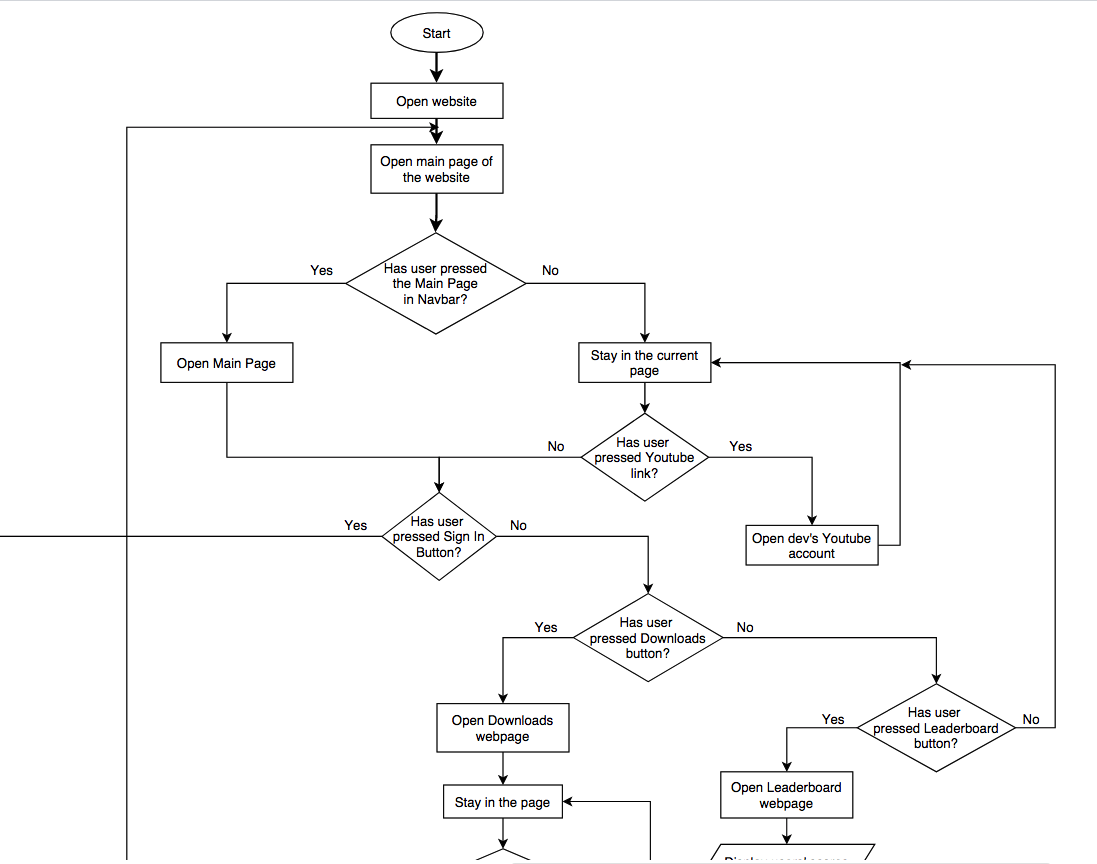 Start
Open website
Open main page of
the website
Has user pressed
the Main Page
in Navbar?
Yes
No
Open Main Page
Stay in the current
page
Has user
pressed Youtube
link?
No
Yes
Open dev's Youtube
account
Has user
pressed Sign In
Button?
Yes
No
Has user
pressed Downloads
button?
Yes
No
Open Downloads
webpage
Has user
pressed Leaderboard
button?
Yes
No
Open Leaderboard
webpage
Stay in the page